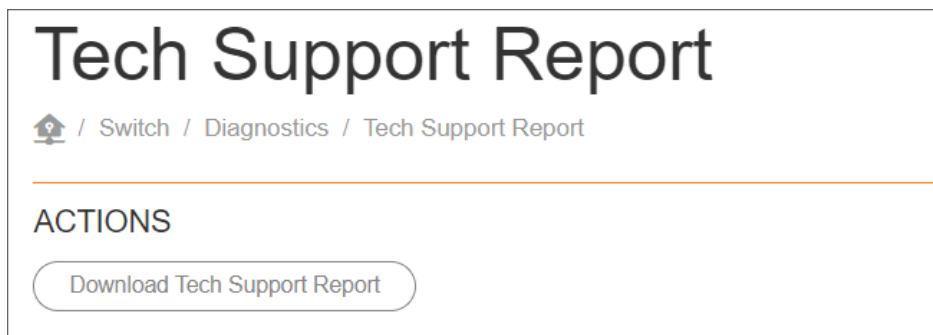 Tech Support Report
/ Switch / Diagnostics / Tech Support Report
ACTIONS
Download Tech Support Report